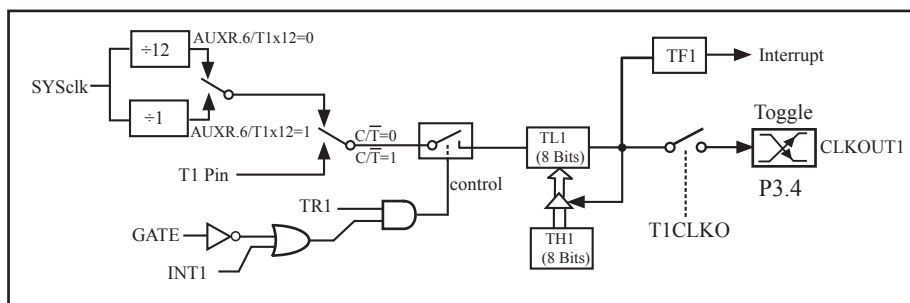 AUXR.6/T1x12=0
÷12
SYSclk
÷1
AUXR.6/T1x12=1
T1 Pin
C/T̅=0
C/T̅=1
control
TR1
GATE
INT1
TL1
(8 Bits)
TH1
(8 Bits)
TF1
Interrupt
Toggle
CLKOUT1
P3.4
T1CLKO